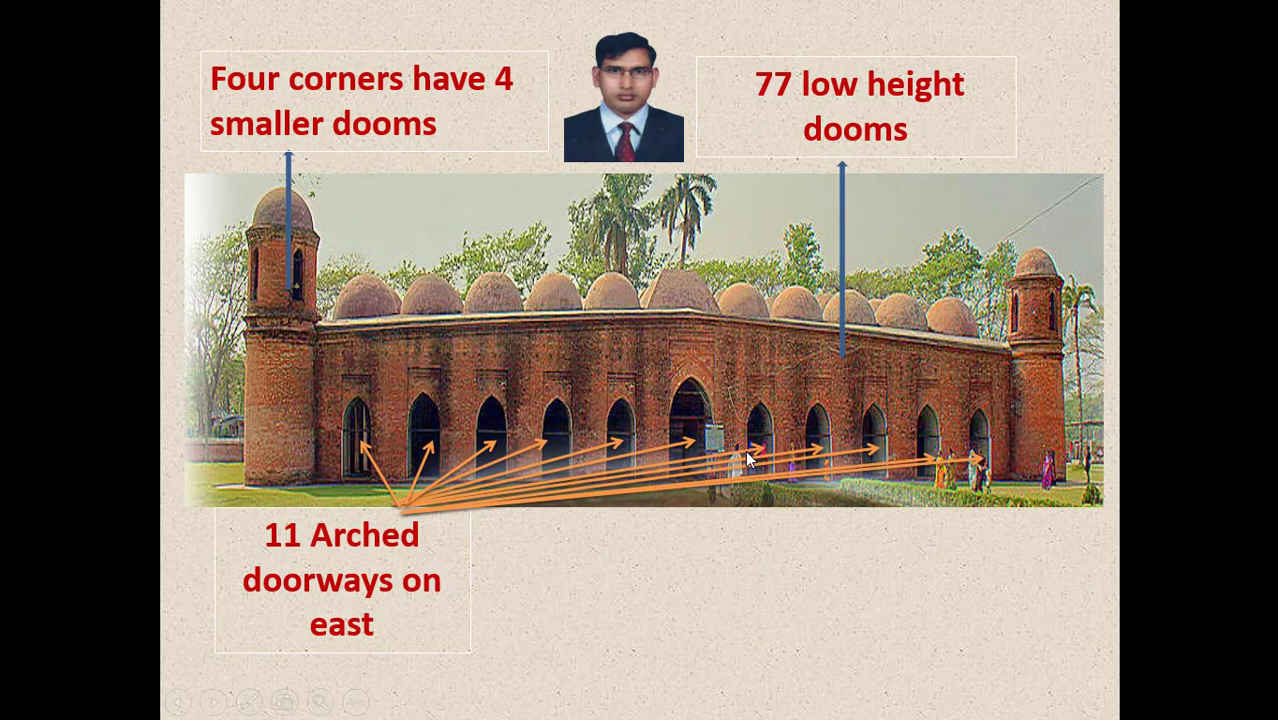 Four corners have 4
smaller dooms
77 low height
dooms
11 Arched
doorways on
east